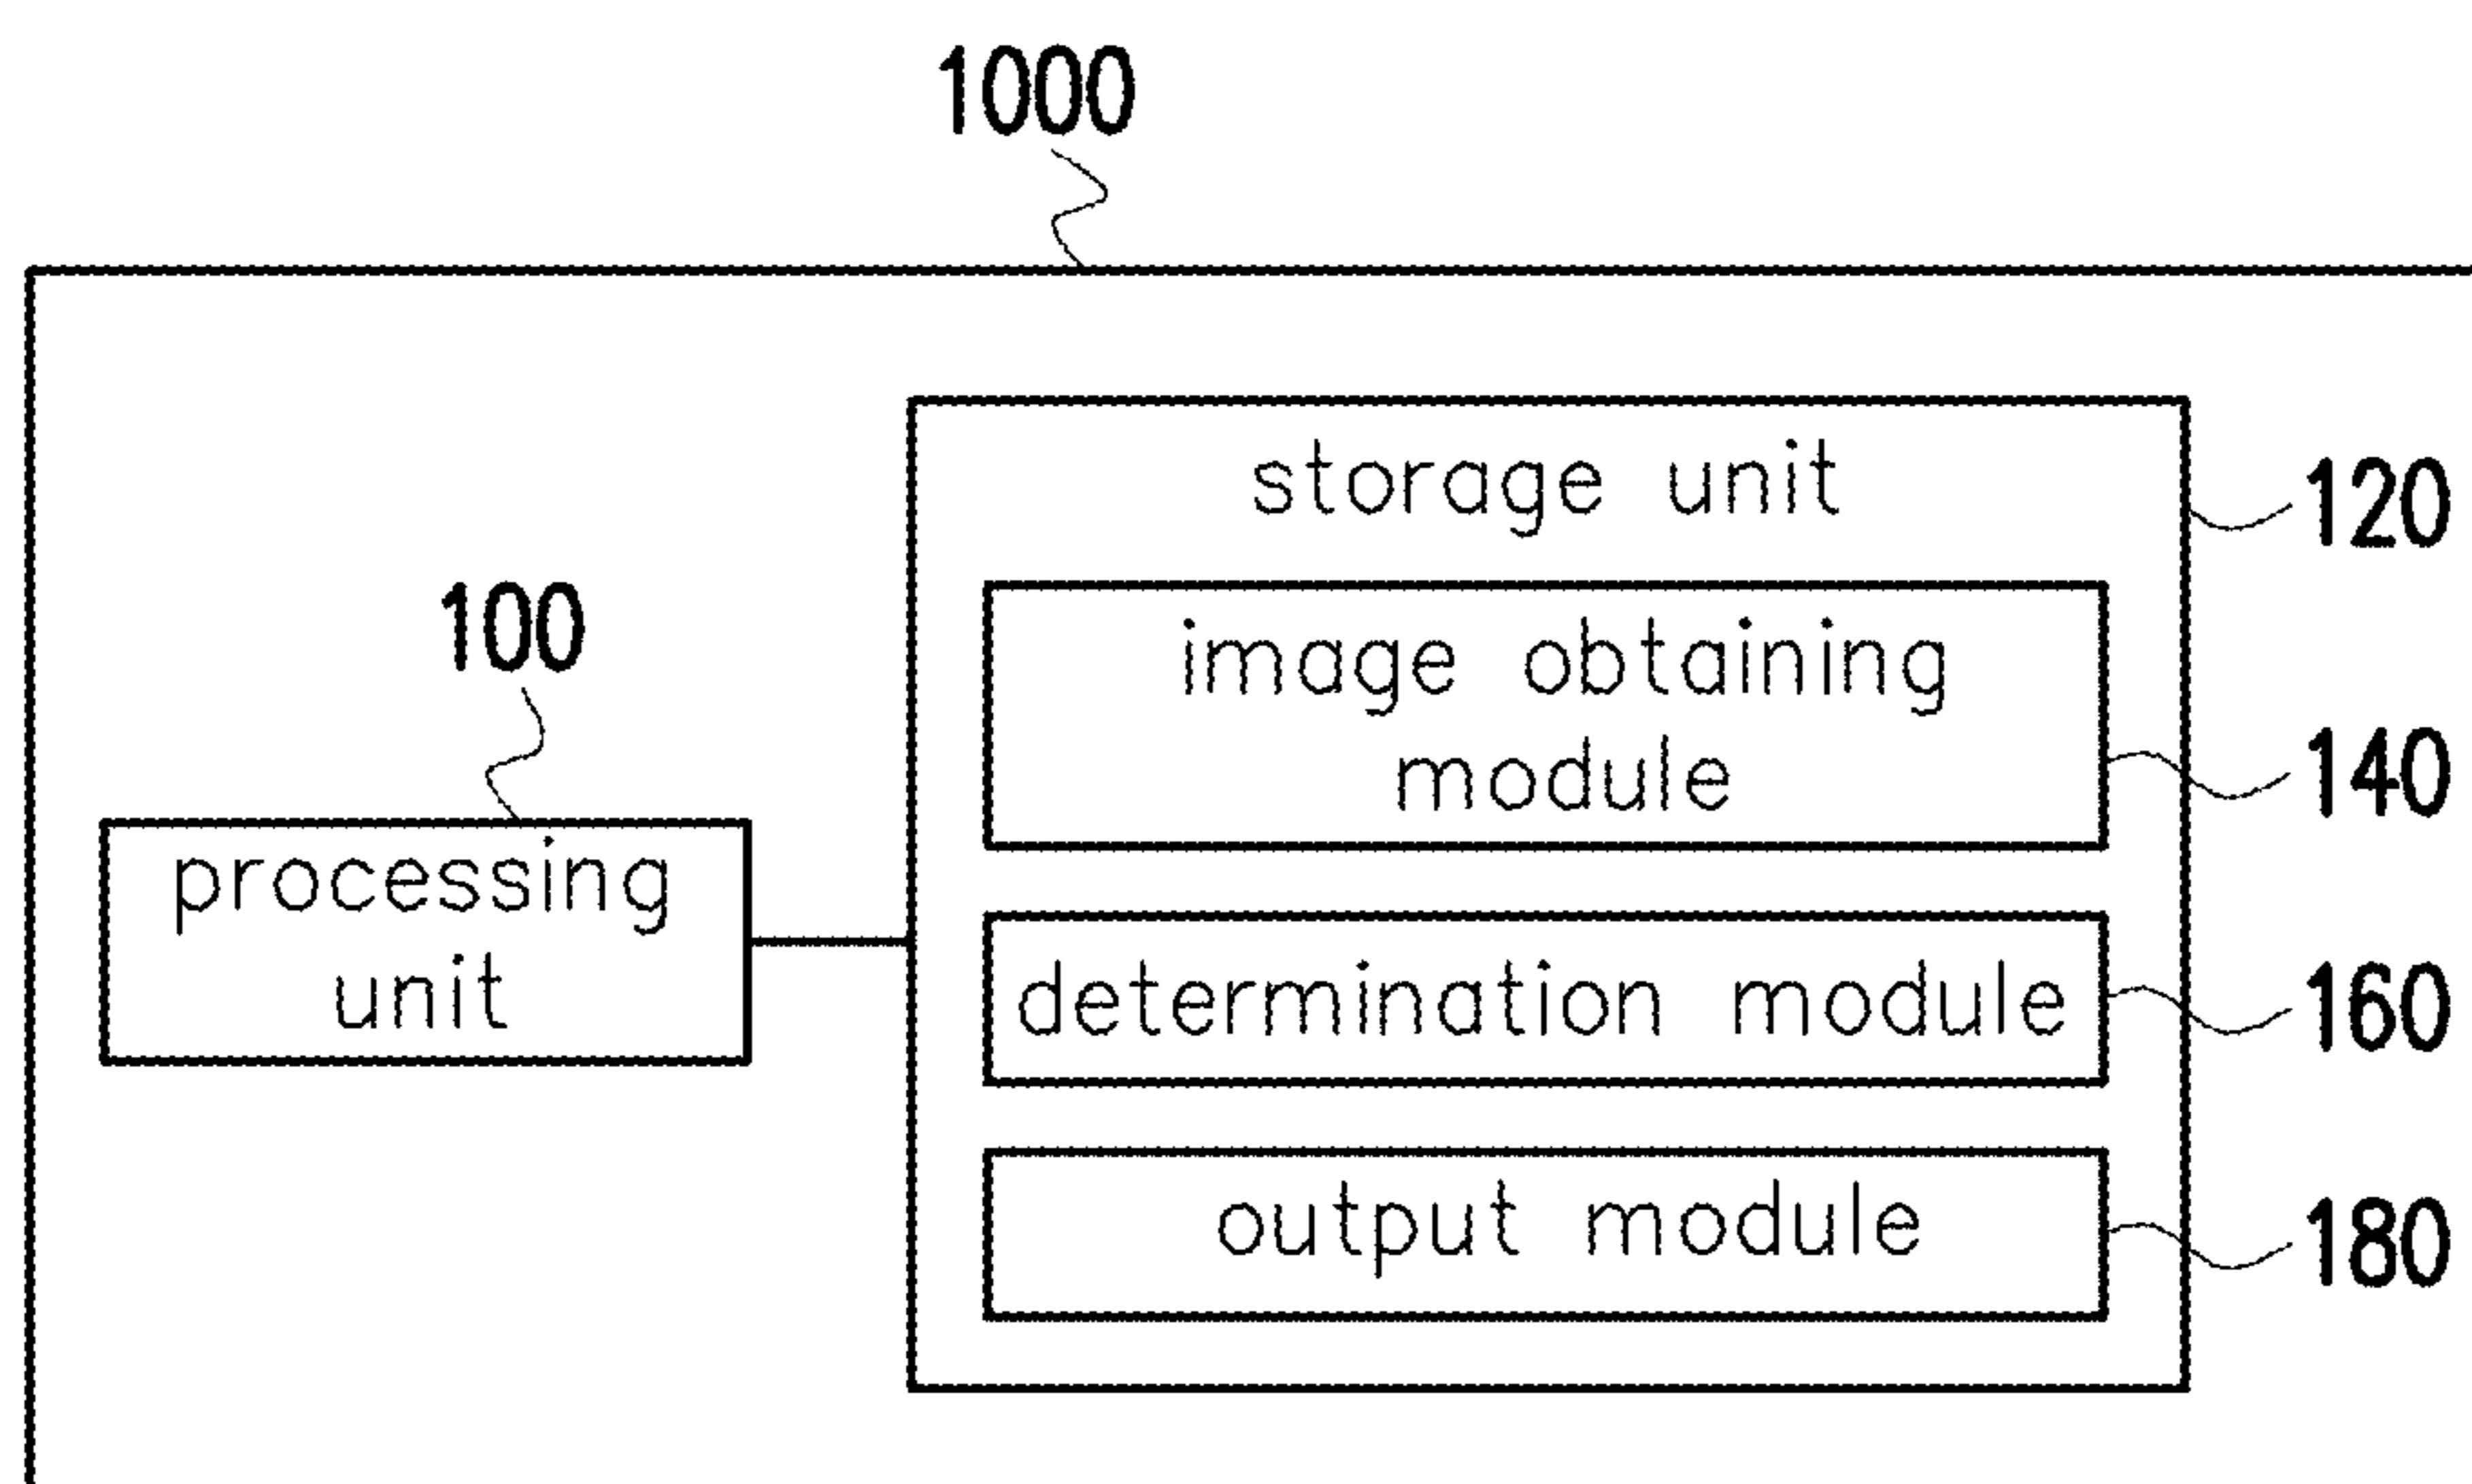 1000
storage unit
120
image obtaining
module
140
100
processing
unit
determination module
160
output module
180